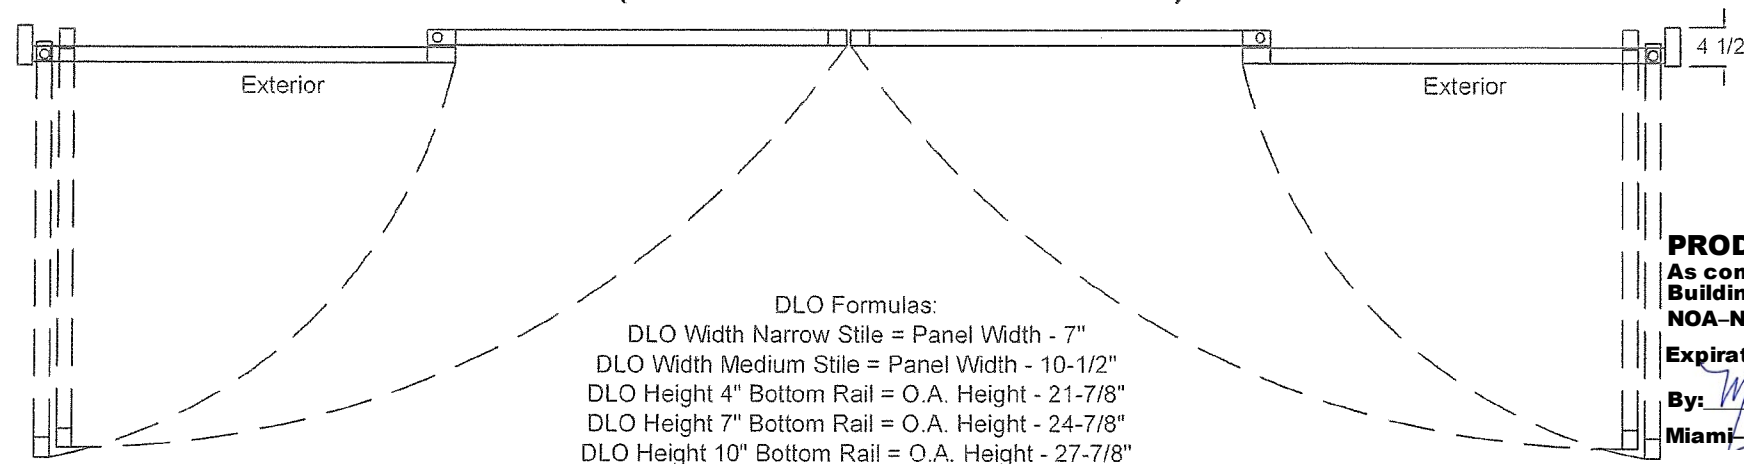 4 1/2
Exterior
Exterior
DLO Formulas:
DLO Width Narrow Stile = Panel Width - 7"
DLO Width Medium Stile = Panel Width - 10-1/2"
DLO Height 4" Bottom Rail = O.A. Height - 21-7/8"
DLO Height 7" Bottom Rail = O.A. Height - 24-7/8"
DLO Height 10" Bottom Rail = O.A. Height - 27-7/8"
PROD
As con
Buildin
NOA–N
Expirat
By:
Miami–